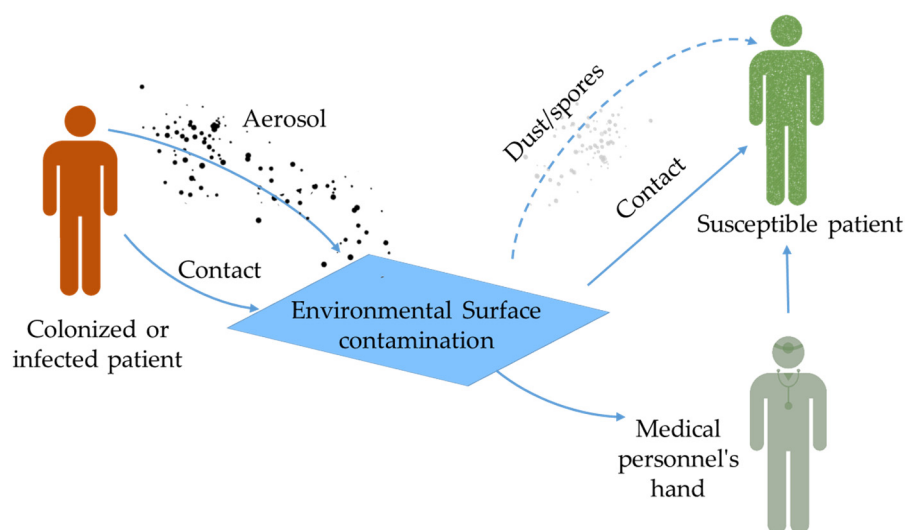 Aerosol
Dust/spores
Contact
Susceptible patient
Contact
Environmental Surface
contamination
Colonized or
infected patient
Medical
personnel's
hand